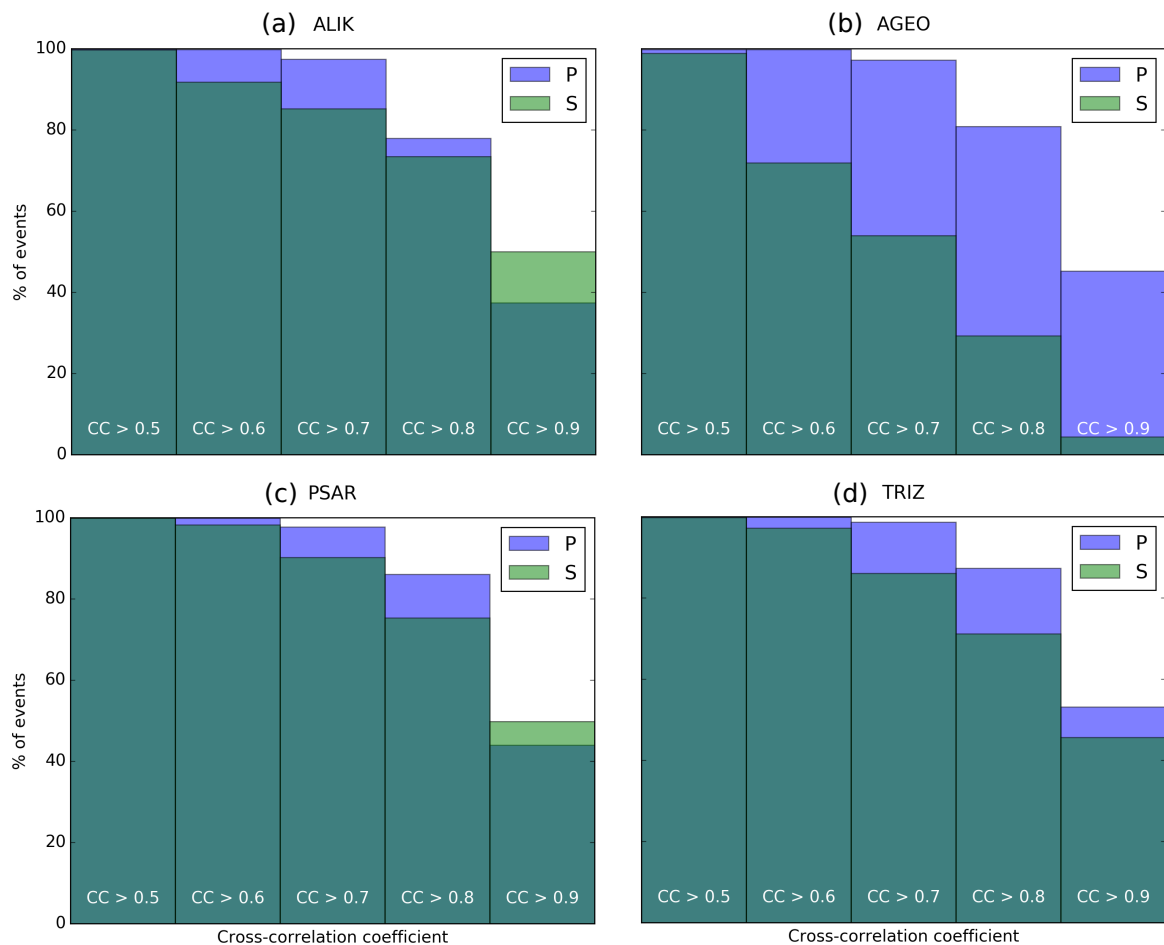 (a) ALIK
100
80
60
40
20
0
% of events
P
S
CC > 0.5
CC > 0.6
CC > 0.7
CC > 0.8
CC > 0.9
(b) AGEO
P
S
CC > 0.5
CC > 0.6
CC > 0.7
CC > 0.8
CC > 0.9
(c) PSAR
100
80
60
40
20
0
% of events
P
S
CC > 0.5
CC > 0.6
CC > 0.7
CC > 0.8
CC > 0.9
Cross-correlation coefficient
(d) TRIZ
P
S
CC > 0.5
CC > 0.6
CC > 0.7
CC > 0.8
CC > 0.9
Cross-correlation coefficient